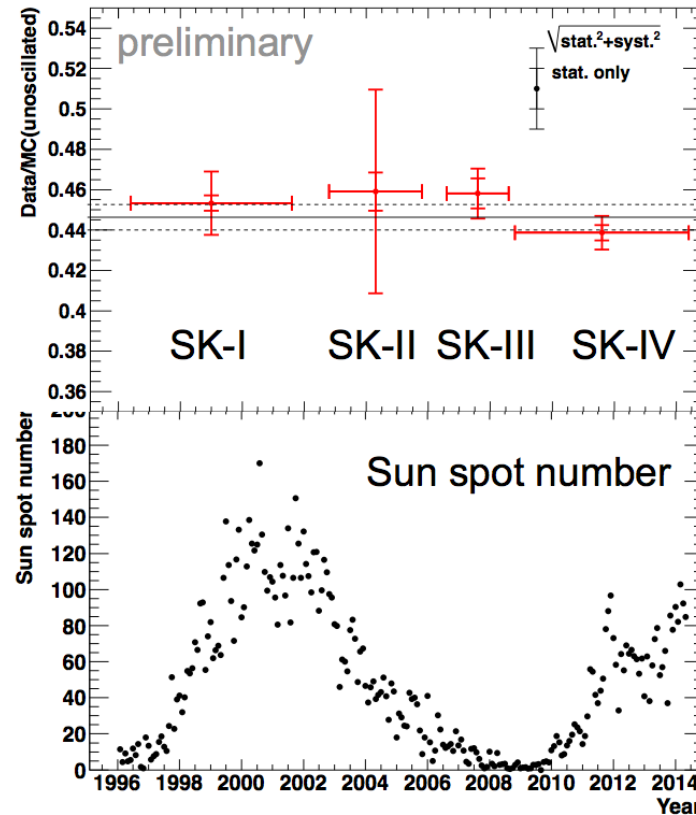 0.54
0.52
0.5
0.48
0.46
0.44
0.42
0.4
0.38
0.36
Data/MC(unoscillated)
preliminary
√stat.²+syst.²
stat. only
SK-I
SK-II
SK-III
SK-IV
200
180
160
140
120
100
80
60
40
20
0
Sun spot number
Sun spot number
1996 1998 2000 2002 2004 2006 2008 2010 2012 2014
Year